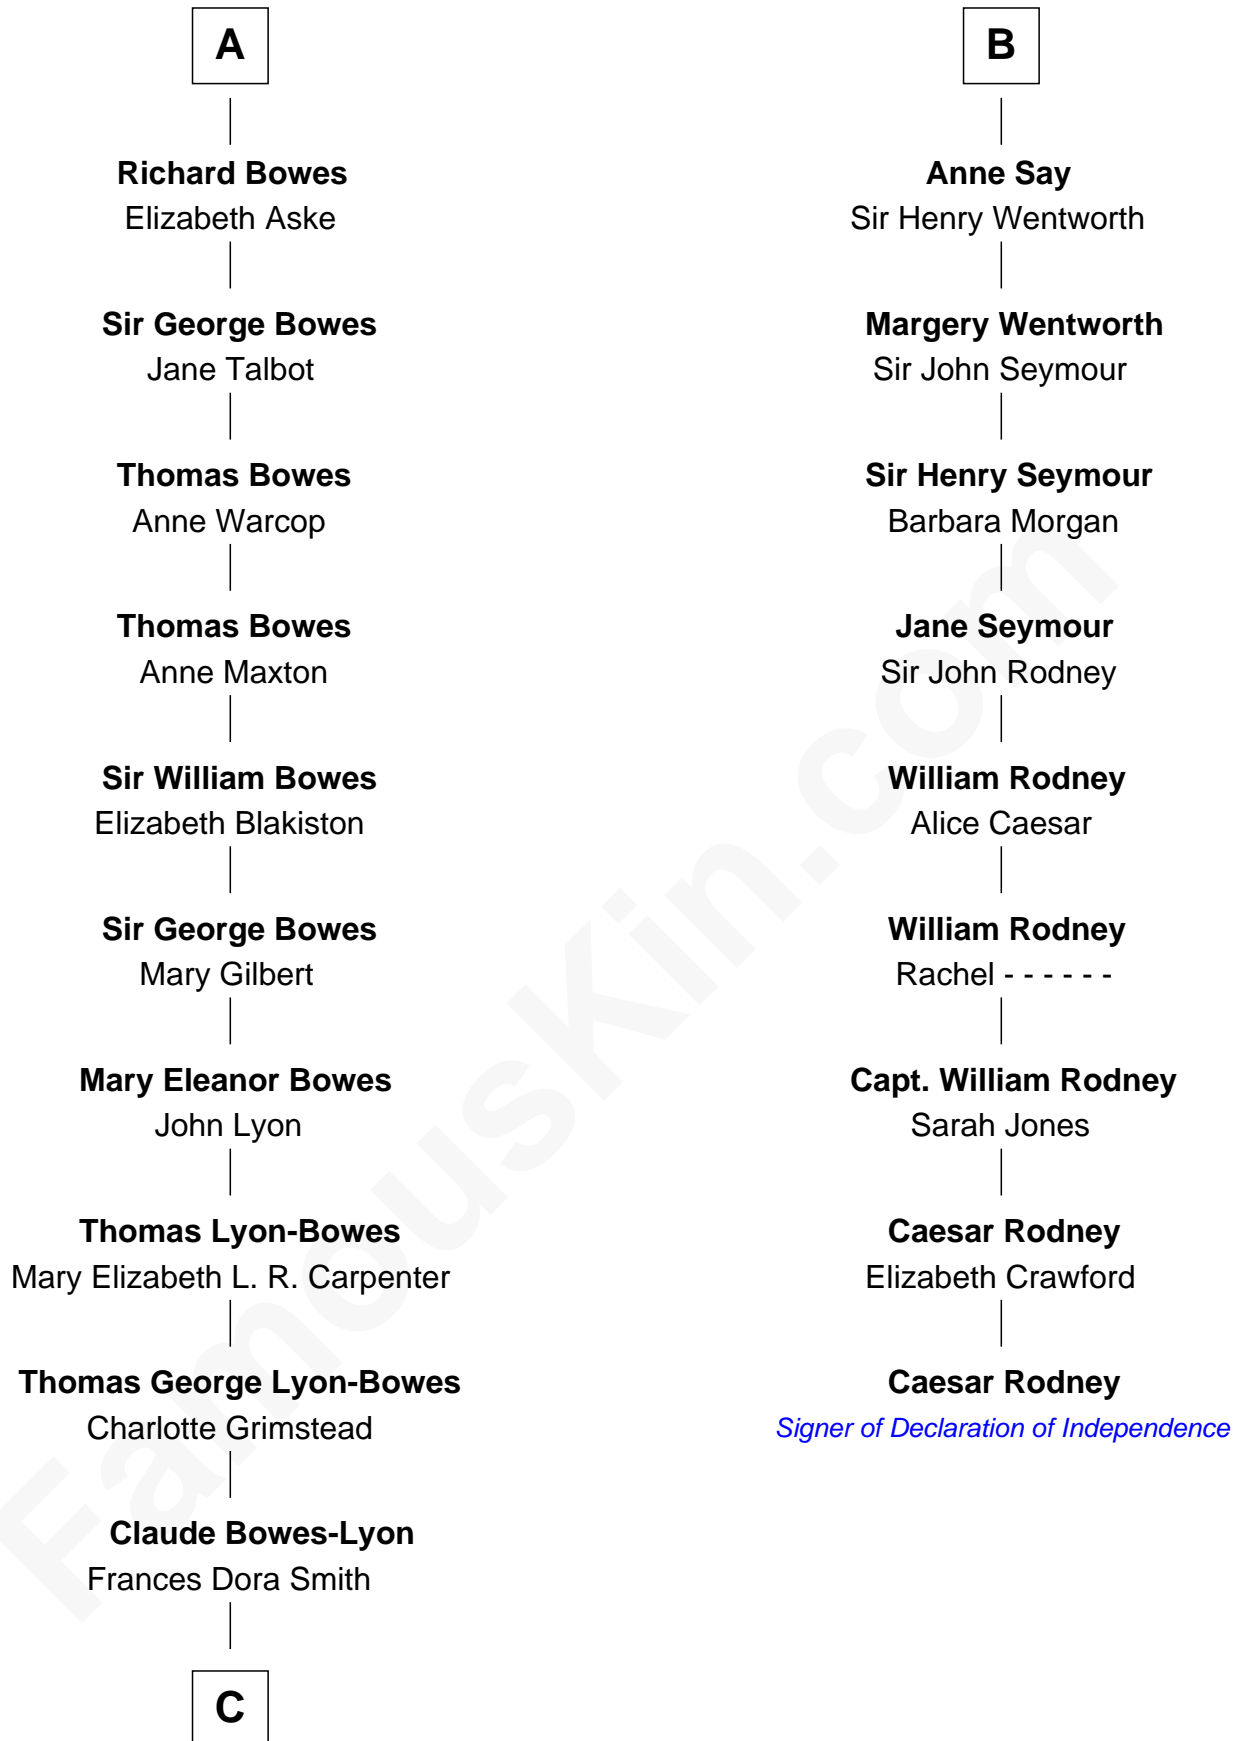 A
Richard Bowes
Elizabeth Aske
Sir George Bowes
Jane Talbot
Thomas Bowes
Anne Warcop
Thomas Bowes
Anne Maxton
Sir William Bowes
Elizabeth Blakiston
Sir George Bowes
Mary Gilbert
Mary Eleanor Bowes
John Lyon
Thomas Lyon-Bowes
Mary Elizabeth L. R. Carpenter
Thomas George Lyon-Bowes
Charlotte Grimstead
Claude Bowes-Lyon
Frances Dora Smith
C
B
Anne Say
Sir Henry Wentworth
Margery Wentworth
Sir John Seymour
Sir Henry Seymour
Barbara Morgan
Jane Seymour
Sir John Rodney
William Rodney
Alice Caesar
William Rodney
Rachel - - - - - -
Capt. William Rodney
Sarah Jones
Caesar Rodney
Elizabeth Crawford
Caesar Rodney
Signer of Declaration of Independence
FamousKin.com